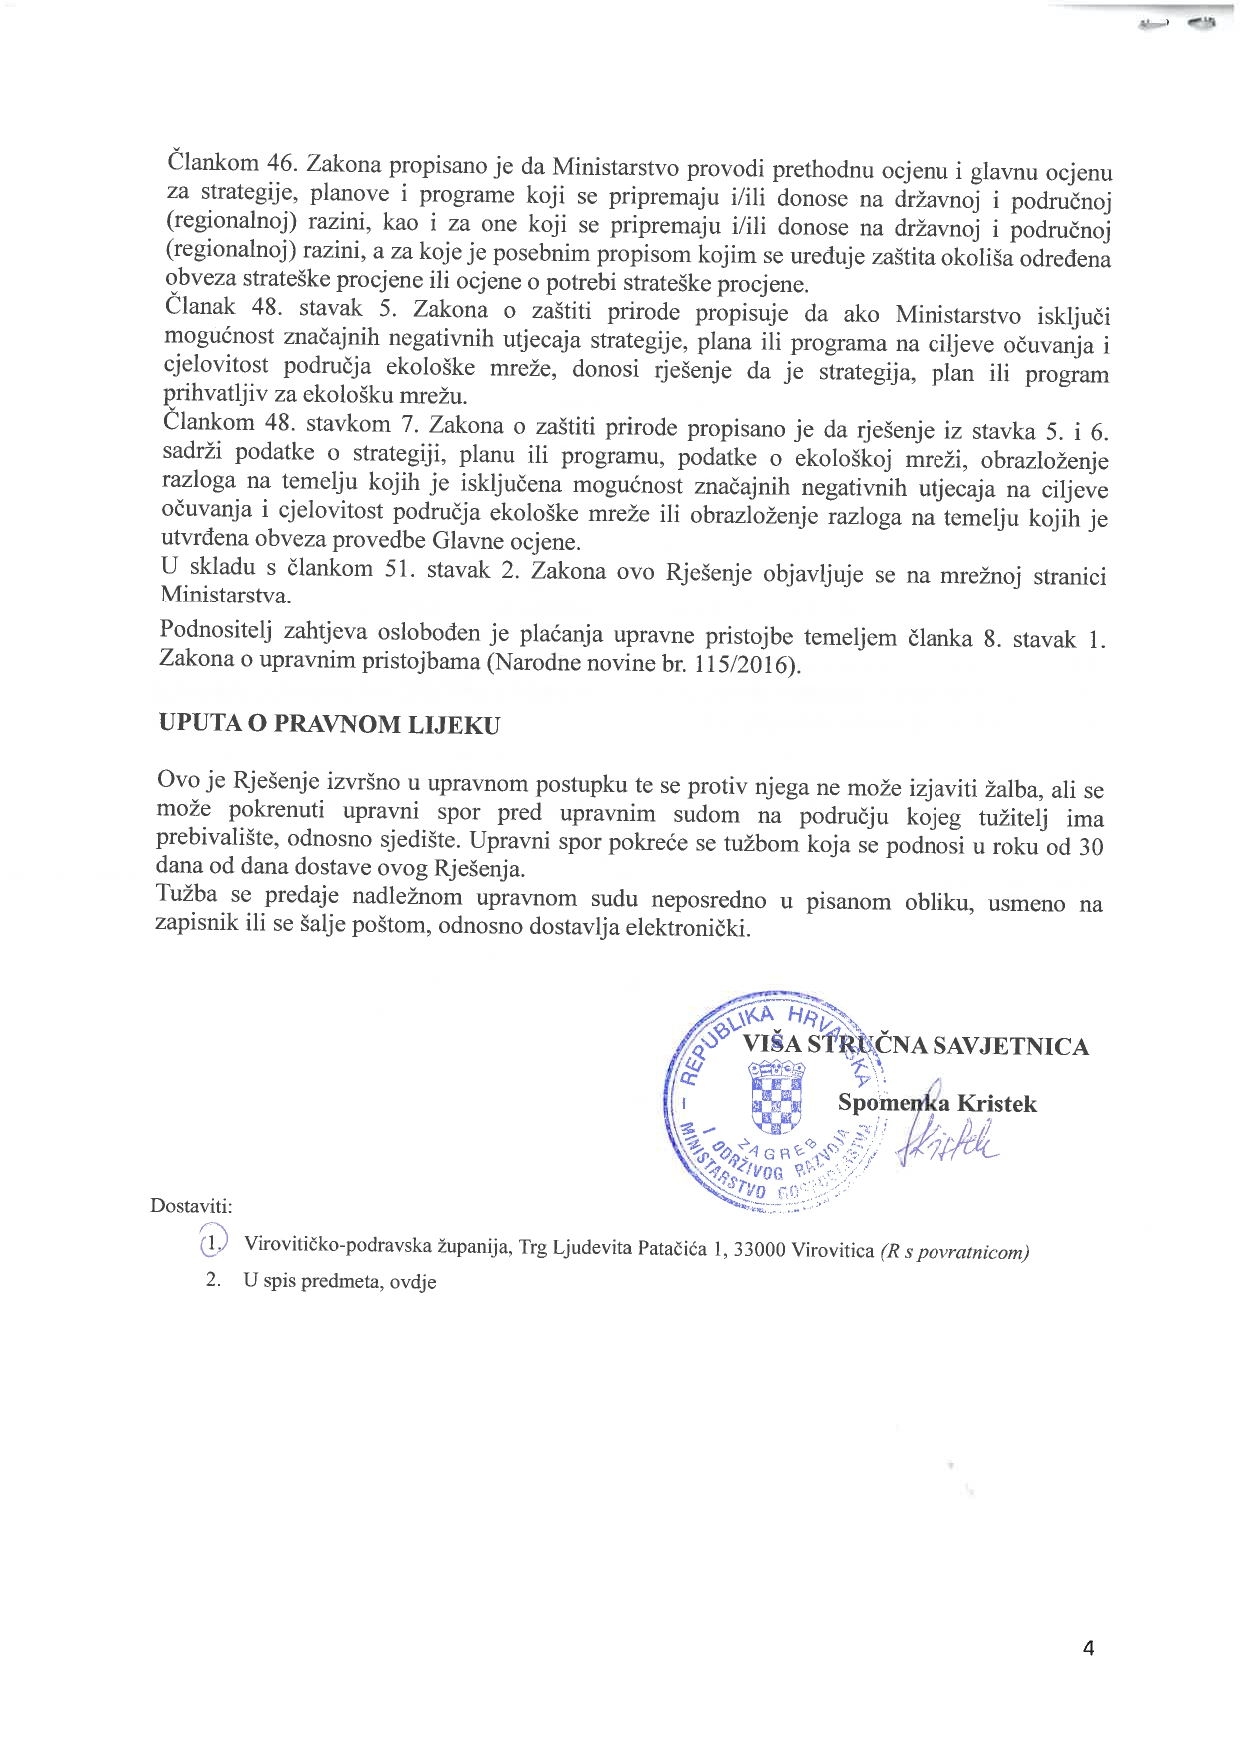 Člankom 46. Zakona propisano je da Ministarstvo provodi prethodnu ocjenu i glavnu ocjenu
za strategije, planove i programe koji se pripremaju i/ili donose na državnoj i područnoj
(regionalnoj) razini, kao i za one koji se pripremaju i/ili donose na državnoj i područnoj
(regionalnoj) razini, a za koje je posebnim propisom kojim se uređuje zaštita okoliša određena
obveza strateške procjene ili ocjene o potrebi strateške procjene.
Članak 48. stavak 5. Zakona o zaštiti prirode propisuje da ako Ministarstvo isključi
mogućnost značajnih negativnih utjecaja strategije, plana ili programa na ciljeve očuvanja i
cjelovitost područja ekološke mreže, donosi rješenje da je strategija, plan ili program
prihvatljiv za ekološku mrežu.
Člankom 48. stavkom 7. Zakona o zaštiti prirode propisano je da rješenje iz stavka 5. i 6.
sadrži podatke o strategiji, planu ili programu, podatke o ekološkoj mreži, obrazloženje
razloga na temelju kojih je isključena mogućnost značajnih negativnih utjecaja na ciljeve
očuvanja i cjelovitost područja ekološke mreže ili obrazloženje razloga na temelju kojih je
utvrđena obveza provedbe Glavne ocjene.
U skladu s člankom 51. stavak 2. Zakona ovo Rješenje objavljuje se na mrežnoj stranici
Ministarstva.
Podnositelj zahtjeva oslobođen je plaćanja upravne pristojbe temeljem članka 8. stavak 1.
Zakona o upravnim pristojbama (Narodne novine br. 115/2016).
UPUTA O PRAVNOM LIJEKU
Ovo je Rješenje izvršno u upravnom postupku te se protiv njega ne može izjaviti žalba, ali se
može pokrenuti upravni spor pred upravnim sudom na području kojeg tužitelj ima
prebivalište, odnosno sjedište. Upravni spor pokreće se tužbom koja se podnosi u roku od 30
dana od dana dostave ovog Rješenja.
Tužba se predaje nadležnom upravnom sudu neposredno u pisanom obliku, usmeno na
zapisnik ili se šalje poštom, odnosno dostavlja elektronički.
REPUBLIKA HRVATSKA
MINISTARSTVO GOSPODARSTVA
I ODRŽIVOG RAZVOJA
ZAGREB
VIŠA STRUČNA SAVJETNICA
Spomenka Kristek
SKristek
Dostaviti:
1. Virovitičko-podravska županija, Trg Ljudevita Patačića 1, 33000 Virovitica (R s povratnicom)
2. U spis predmeta, ovdje
4